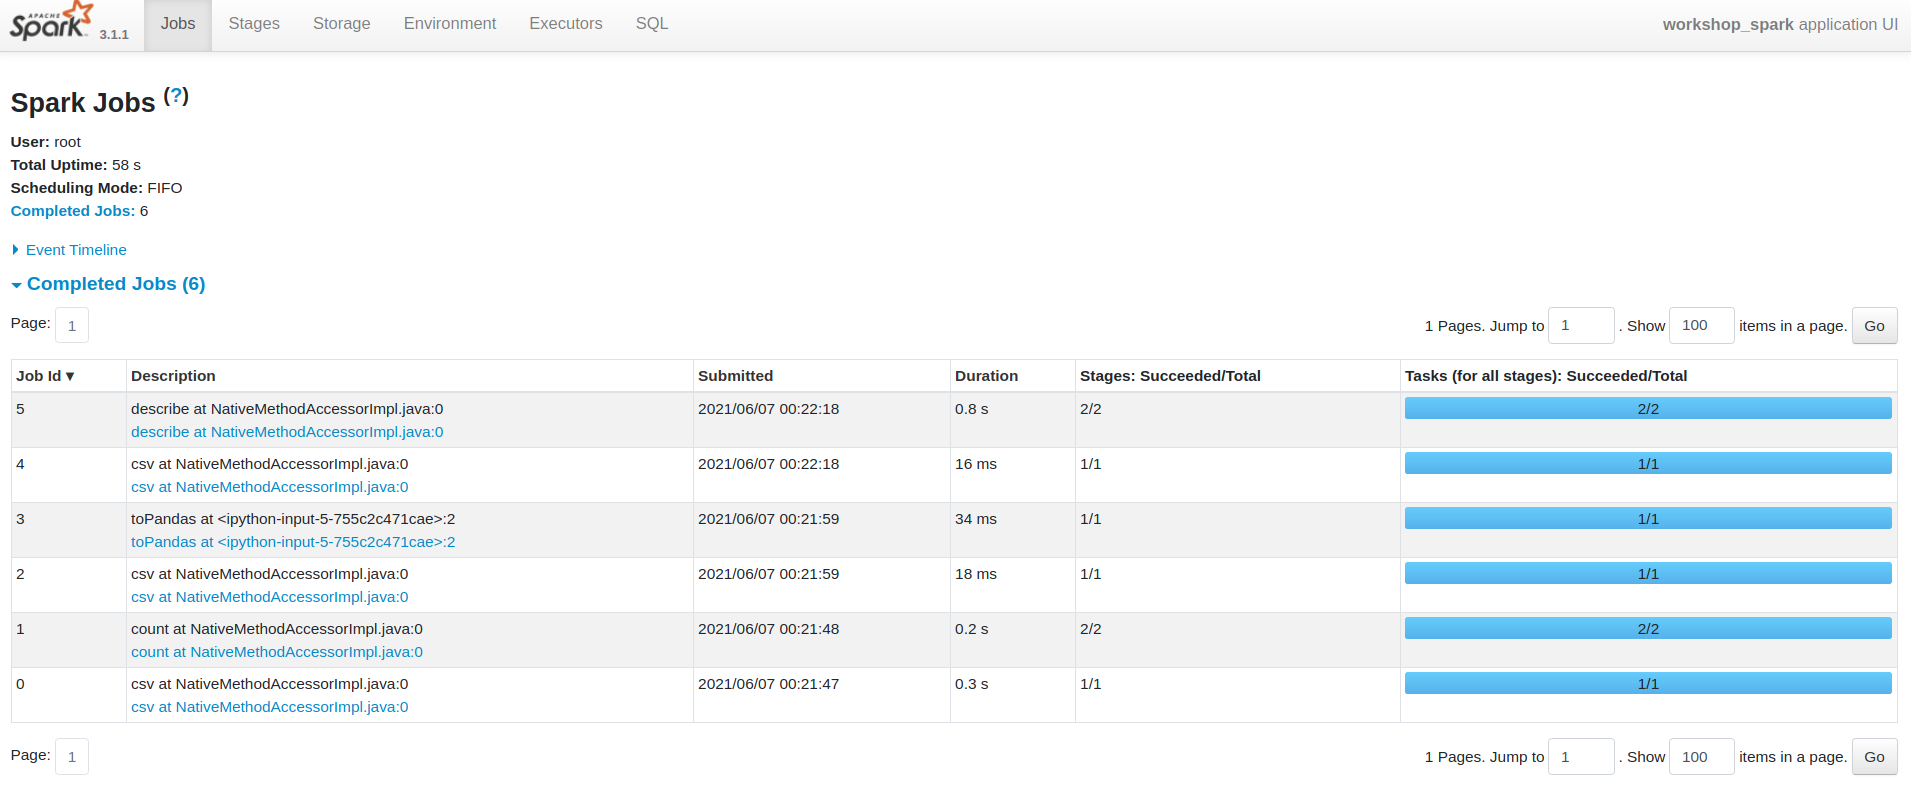 APACHE Spark 3.1.1 Jobs Stages Storage Environment Executors SQL workshop_spark application UI
Spark Jobs (?)
User: root
Total Uptime: 58 s
Scheduling Mode: FIFO
Completed Jobs: 6
Event Timeline
Completed Jobs (6)
Page: 1 1 Pages. Jump to 1 . Show 100 items in a page. Go
Job Id ▾ Description Submitted Duration Stages: Succeeded/Total Tasks (for all stages): Succeeded/Total
5 describe at NativeMethodAccessorImpl.java:0 2021/06/07 00:22:18 0.8 s 2/2 2/2
describe at NativeMethodAccessorImpl.java:0
4 csv at NativeMethodAccessorImpl.java:0 2021/06/07 00:22:18 16 ms 1/1 1/1
csv at NativeMethodAccessorImpl.java:0
3 toPandas at <ipython-input-5-755c2c471cae>:2 2021/06/07 00:21:59 34 ms 1/1 1/1
toPandas at <ipython-input-5-755c2c471cae>:2
2 csv at NativeMethodAccessorImpl.java:0 2021/06/07 00:21:59 18 ms 1/1 1/1
csv at NativeMethodAccessorImpl.java:0
1 count at NativeMethodAccessorImpl.java:0 2021/06/07 00:21:48 0.2 s 2/2 2/2
count at NativeMethodAccessorImpl.java:0
0 csv at NativeMethodAccessorImpl.java:0 2021/06/07 00:21:47 0.3 s 1/1 1/1
csv at NativeMethodAccessorImpl.java:0
Page: 1 1 Pages. Jump to 1 . Show 100 items in a page. Go